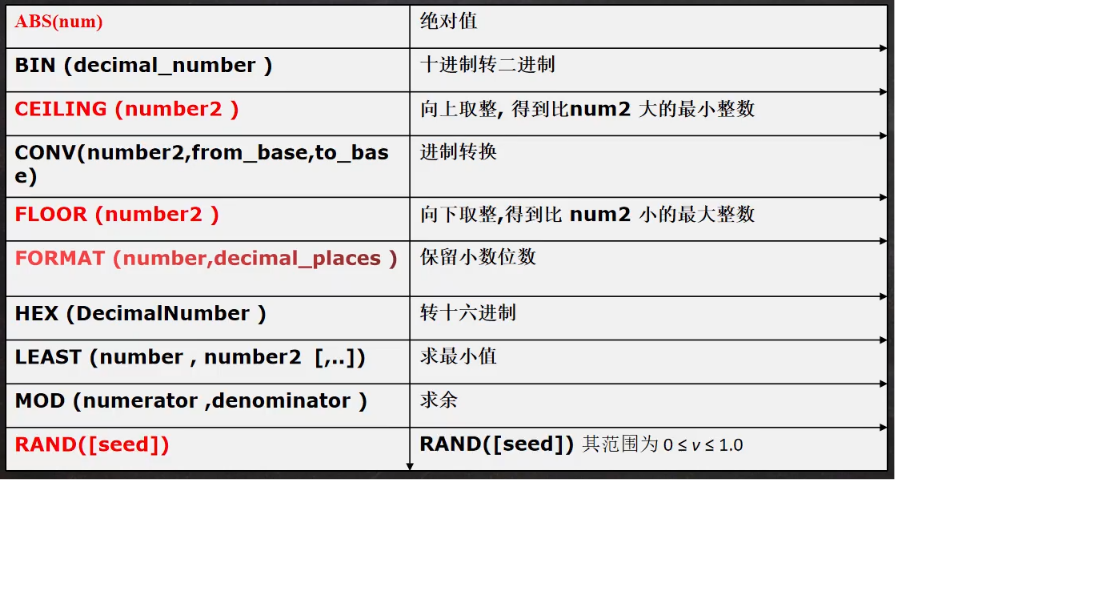 ABS(num)
绝对值
BIN (decimal_number )
十进制转二进制
CEILING (number2 )
向上取整, 得到比num2 大的最小整数
CONV(number2,from_base,to_bas
e)
进制转换
FLOOR (number2 )
向下取整,得到比 num2 小的最大整数
FORMAT (number,decimal_places )
保留小数位数
HEX (DecimalNumber )
转十六进制
LEAST (number , number2 [,..])
求最小值
MOD (numerator ,denominator )
求余
RAND([seed])
RAND([seed]) 其范围为 0 ≤ v ≤ 1.0